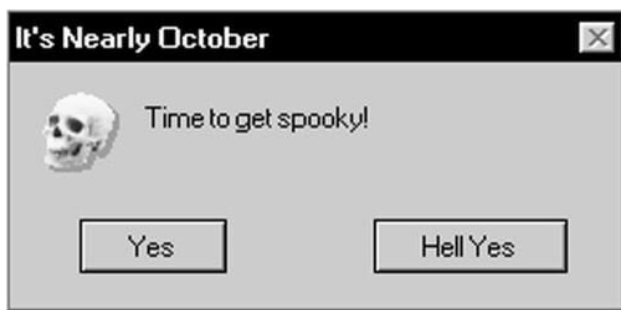 It's Nearly October
Time to get spooky!
Yes
Hell Yes